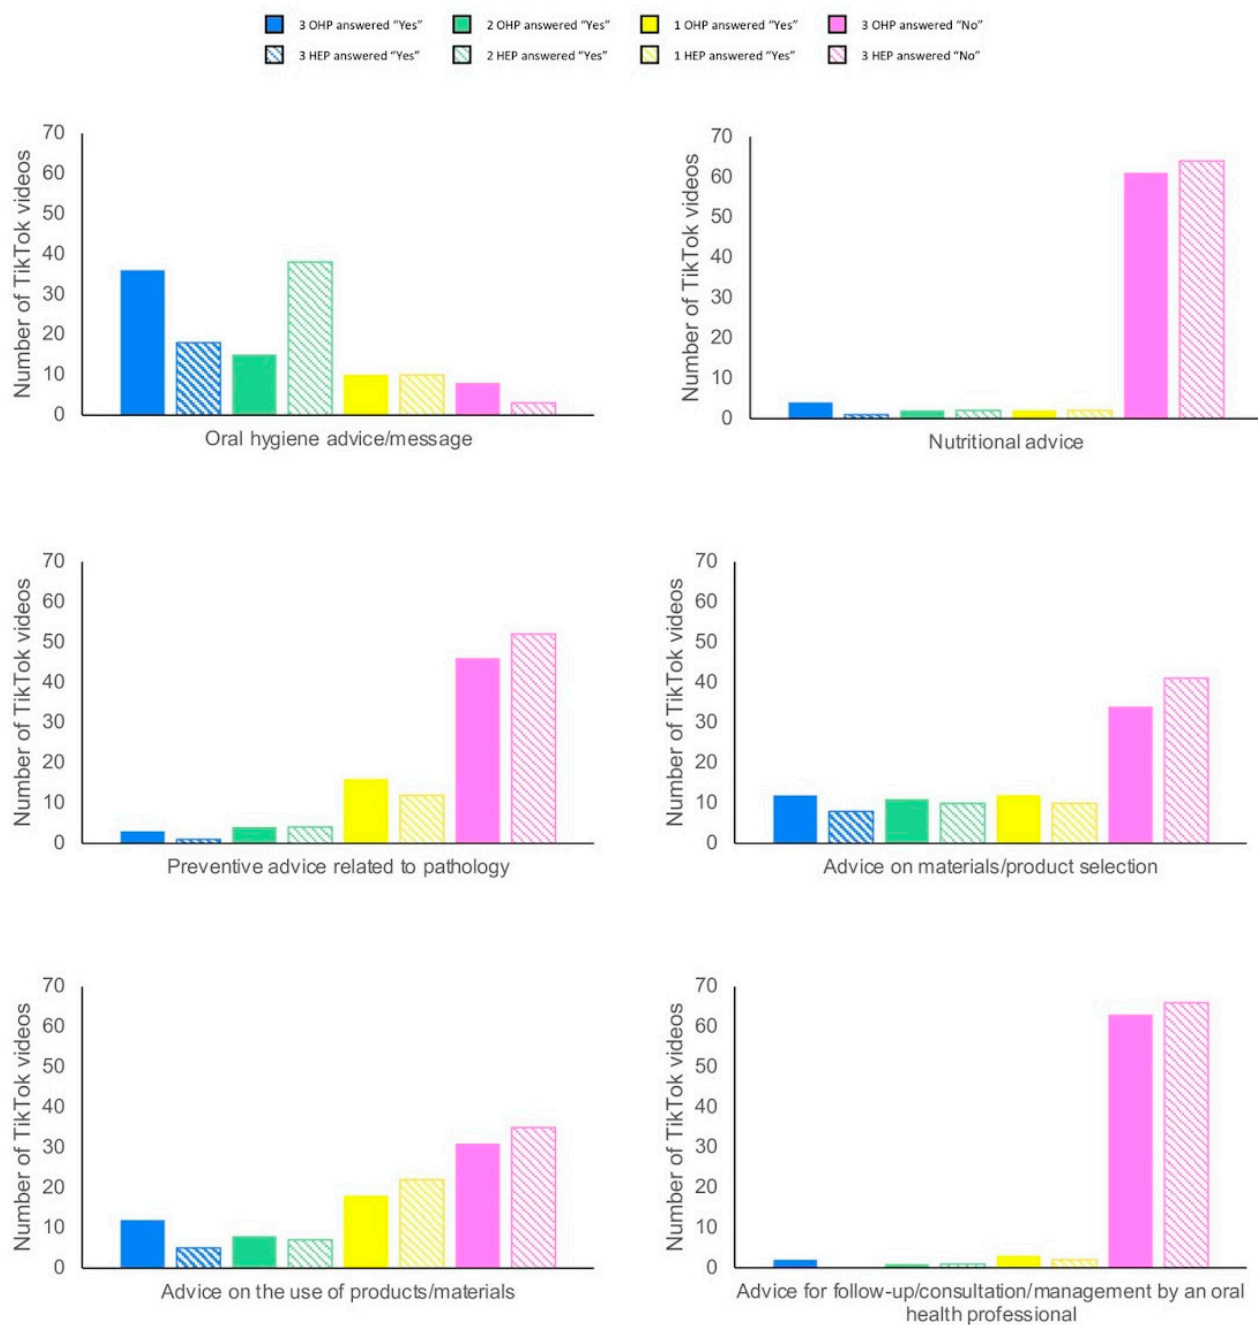 3 OHP answered “Yes”
2 OHP answered “Yes”
1 OHP answered “Yes”
3 OHP answered “No”
3 HEP answered “Yes”
2 HEP answered “Yes”
1 HEP answered “Yes”
3 HEP answered “No”
Number of TikTok videos
70
60
50
40
30
20
10
0
Oral hygiene advice/message
Number of TikTok videos
70
60
50
40
30
20
10
0
Nutritional advice
Number of TikTok videos
70
60
50
40
30
20
10
0
Preventive advice related to pathology
Number of TikTok videos
70
60
50
40
30
20
10
0
Advice on materials/product selection
Number of TikTok videos
70
60
50
40
30
20
10
0
Advice on the use of products/materials
Number of TikTok videos
70
60
50
40
30
20
10
0
Advice for follow-up/consultation/management by an oral
health professional